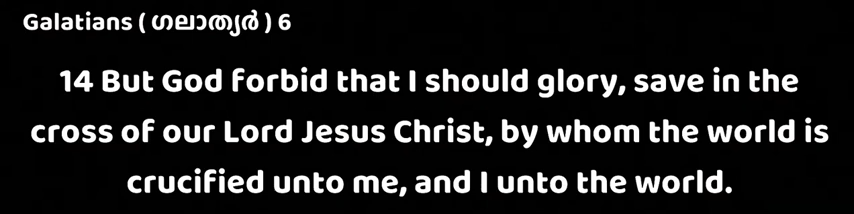 Galatians ( ഗലാത്യർ ) 6
14 But God forbid that I should glory, save in the
cross of our Lord Jesus Christ, by whom the world is
crucified unto me, and I unto the world.